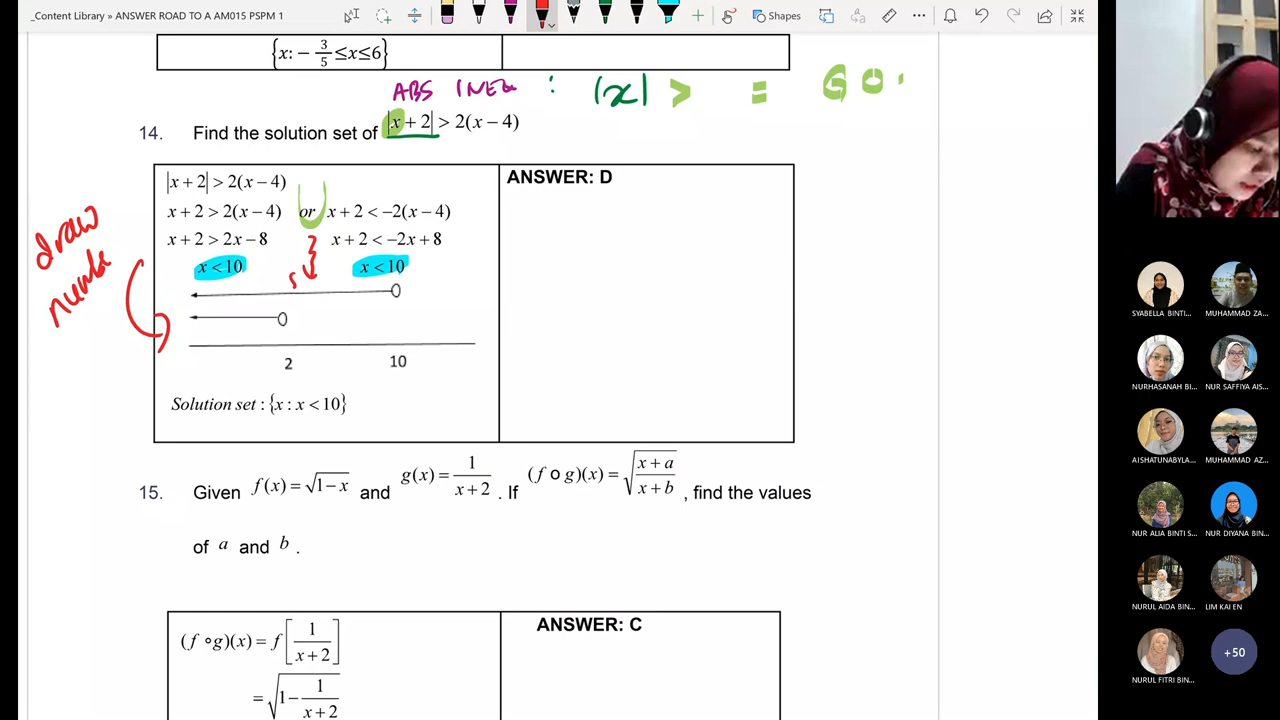 _Content Library » ANSWER ROAD TO A AM015 PSPM 1
Shapes
{x: − 3/5 ≤x≤6}
ABS INEQ : |x| > = GO.
14. Find the solution set of |x + 2| > 2(x − 4)
|x + 2| > 2(x − 4)
ANSWER: D
x + 2 > 2(x − 4) or x + 2 < −2(x − 4)
x + 2 > 2x − 8 x + 2 < −2x + 8
x < 10 x < 10
draw
2 10
Solution set : {x : x < 10}
15. Given f(x) = √(1 − x) and g(x) = 1/(x + 2) . If (f o g)(x) = √((x + a)/(x + b)) , find the values
of a and b .
(f ∘g)(x) = f[1/(x + 2)]
ANSWER: C
= √(1 − 1/(x + 2))
SYABELLA BINTI...
MUHAMMAD ZA...
NURHASANAH BI...
NUR SAFFIYA AIS...
AISHATUNABYLA...
MUHAMMAD AZ...
NUR ALIA BINTI S...
NUR DIYANA BIN...
NURUL AIDA BIN...
LIM KAI EN
NURUL FITRI BIN...
+50